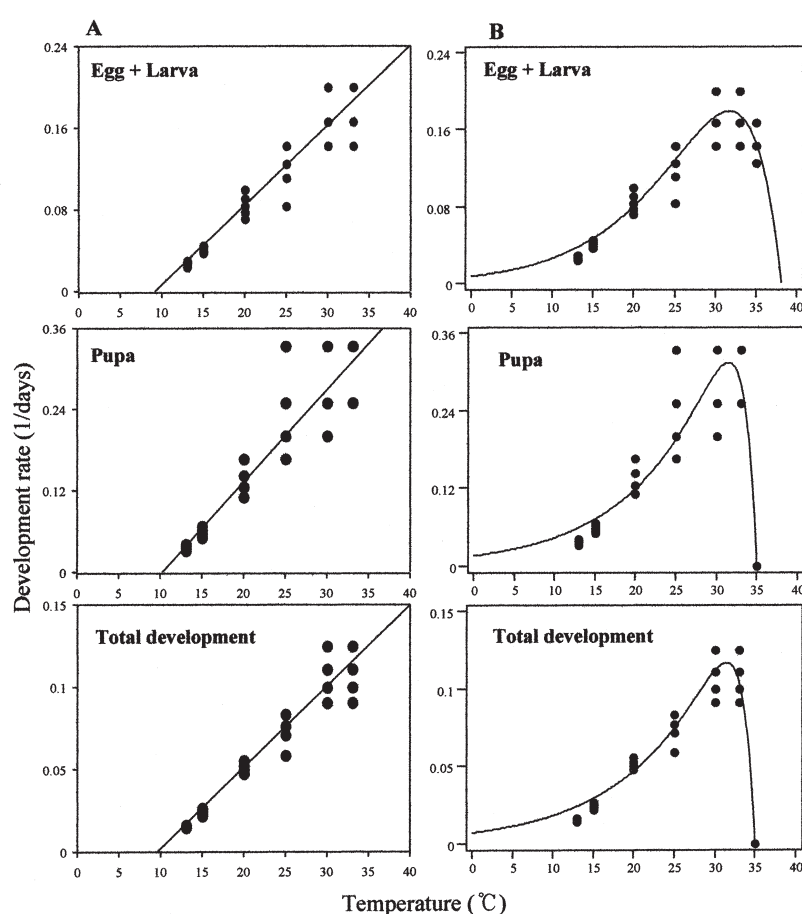 A
B
0.24
0.16
0.08
0
Egg + Larva
0 5 10 15 20 25 30 35 40
0.24
0.16
0.08
0
Egg + Larva
0 5 10 15 20 25 30 35 40
Development rate (1/days)
0.36
0.24
0.12
0
Pupa
0 5 10 15 20 25 30 35 40
0.36
0.24
0.12
0
Pupa
0 5 10 15 20 25 30 35 40
0.15
0.1
0.05
0
Total development
0 5 10 15 20 25 30 35 40
0.15
0.1
0.05
0
Total development
0 5 10 15 20 25 30 35 40
Temperature (℃)